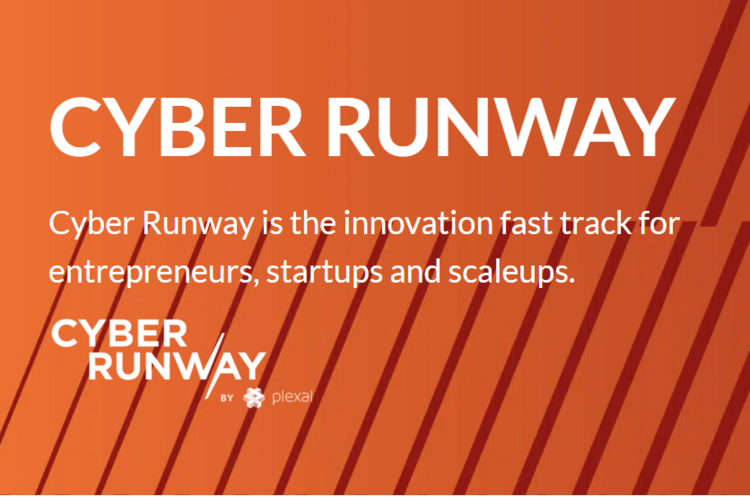 CYBER RUNWAY
Cyber Runway is the innovation fast track for
entrepreneurs, startups and scaleups.
CYBER
RUNWAY
BY plexal